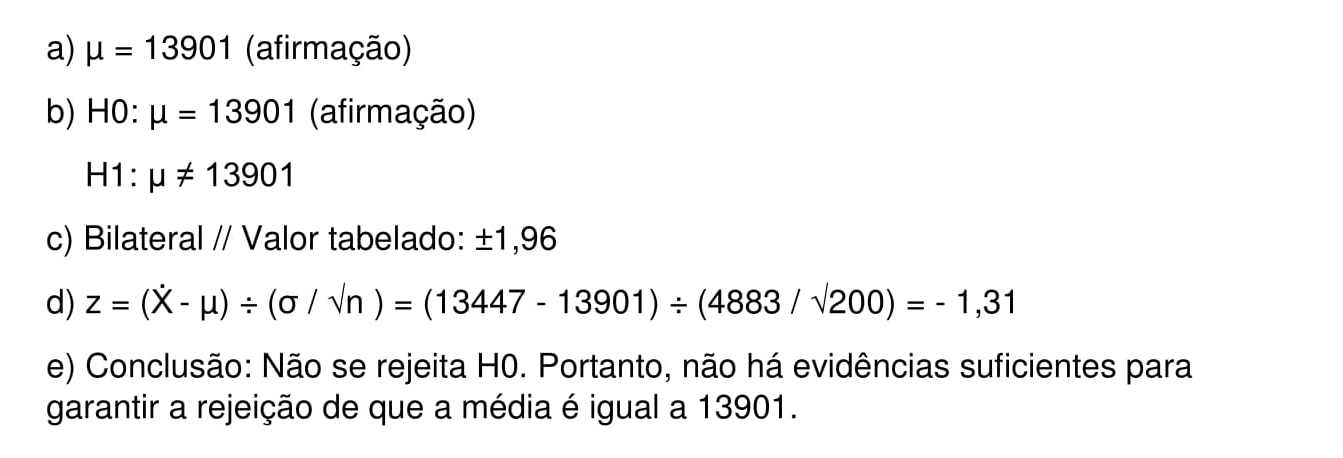 a) μ = 13901 (afirmação)
b) H0: μ = 13901 (afirmação)
H1: μ ≠ 13901
c) Bilateral // Valor tabelado: ±1,96
d) z = (Ẋ - μ) ÷ (σ / √n ) = (13447 - 13901) ÷ (4883 / √200) = - 1,31
e) Conclusão: Não se rejeita H0. Portanto, não há evidências suficientes para
garantir a rejeição de que a média é igual a 13901.